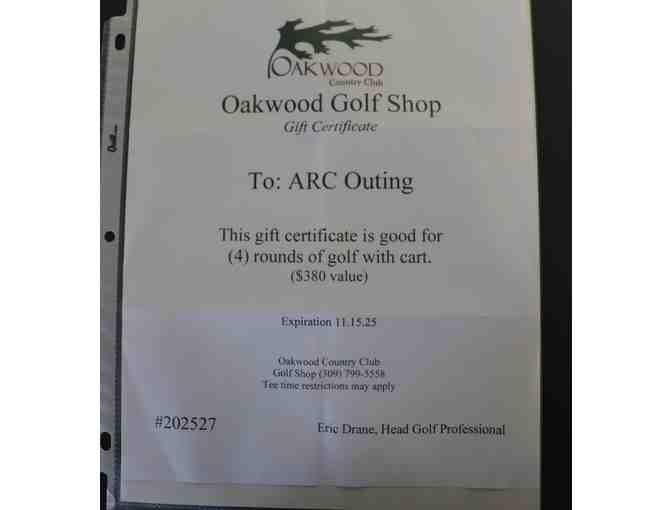 OAKWOOD
Country Club
Oakwood Golf Shop
Gift Certificate
To: ARC Outing
This gift certificate is good for
(4) rounds of golf with cart.
($380 value)
Expiration 11.15.25
Oakwood Country Club
Golf Shop (309) 799-5558
Tee time restrictions may apply
#202527
Eric Drane, Head Golf Professional